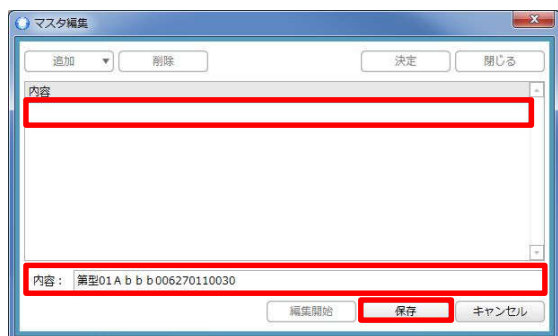 マスタ編集
追加 ▼ 削除 決定 閉じる
内容
内容： 第型01Ａｂｂｂ006270110030
編集開始 保存 キャンセル